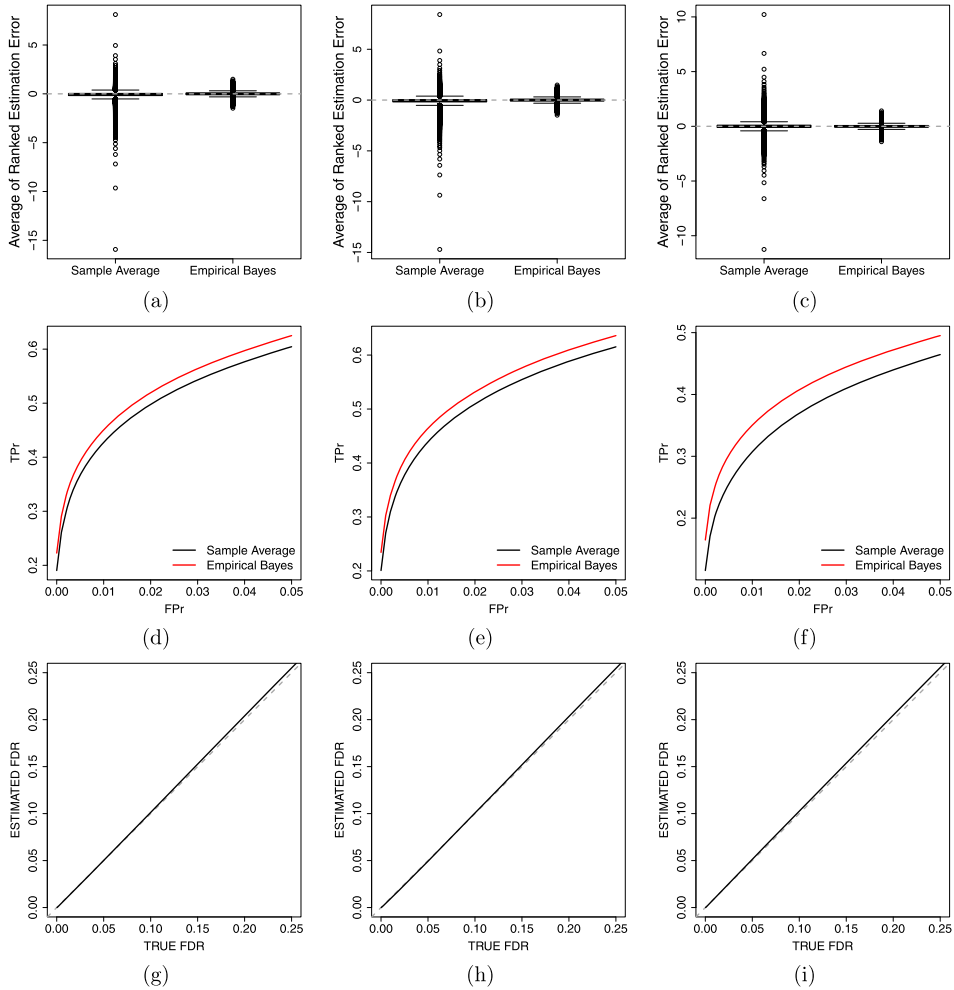 Average of Ranked Estimation Error
5
0
−5
−10
−15
Sample Average
Empirical Bayes
(a)
Average of Ranked Estimation Error
5
0
−5
−10
−15
Sample Average
Empirical Bayes
(b)
Average of Ranked Estimation Error
10
5
0
−5
−10
Sample Average
Empirical Bayes
(c)
TPr
0.6
0.5
0.4
0.3
0.2
Sample Average
Empirical Bayes
0.00 0.01 0.02 0.03 0.04 0.05
FPr
(d)
TPr
0.6
0.5
0.4
0.3
0.2
Sample Average
Empirical Bayes
0.00 0.01 0.02 0.03 0.04 0.05
FPr
(e)
TPr
0.5
0.4
0.3
0.2
Sample Average
Empirical Bayes
0.00 0.01 0.02 0.03 0.04 0.05
FPr
(f)
ESTIMATED FDR
0.25
0.20
0.15
0.10
0.05
0.00
0.00 0.05 0.10 0.15 0.20 0.25
TRUE FDR
(g)
ESTIMATED FDR
0.25
0.20
0.15
0.10
0.05
0.00
0.00 0.05 0.10 0.15 0.20 0.25
TRUE FDR
(h)
ESTIMATED FDR
0.25
0.20
0.15
0.10
0.05
0.00
0.00 0.05 0.10 0.15 0.20 0.25
TRUE FDR
(i)